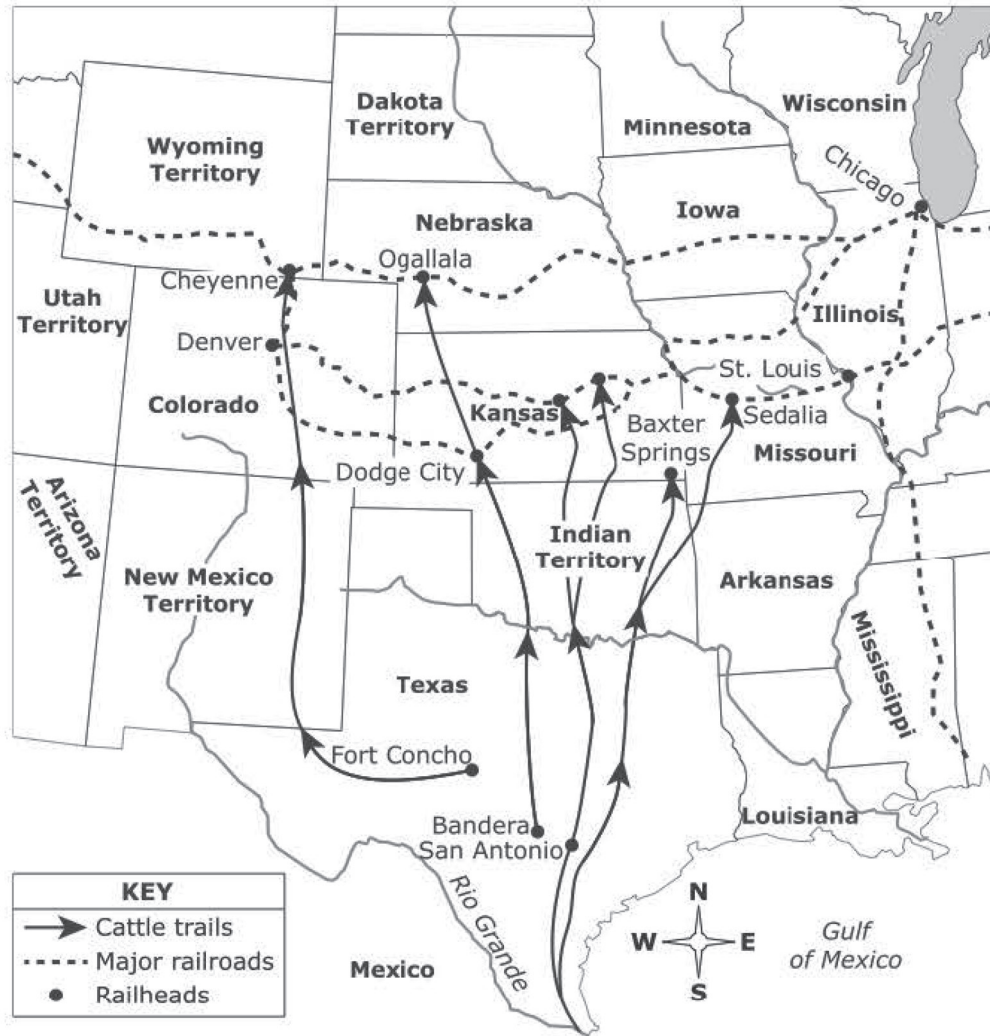 Dakota
Territory
Wisconsin
Minnesota
Wyoming
Territory
Chicago
Iowa
Nebraska
Ogallala
Cheyenne
Utah
Territory
Illinois
Denver
St. Louis
Colorado
Kansas
Sedalia
Baxter
Springs
Missouri
Dodge City
Arizona
Territory
Indian
Territory
New Mexico
Territory
Arkansas
Mississippi
Texas
Fort Concho
Louisiana
Bandera
San Antonio
Rio Grande
Mexico
Gulf
of Mexico
N
W
E
S
KEY
Cattle trails
Major railroads
Railheads